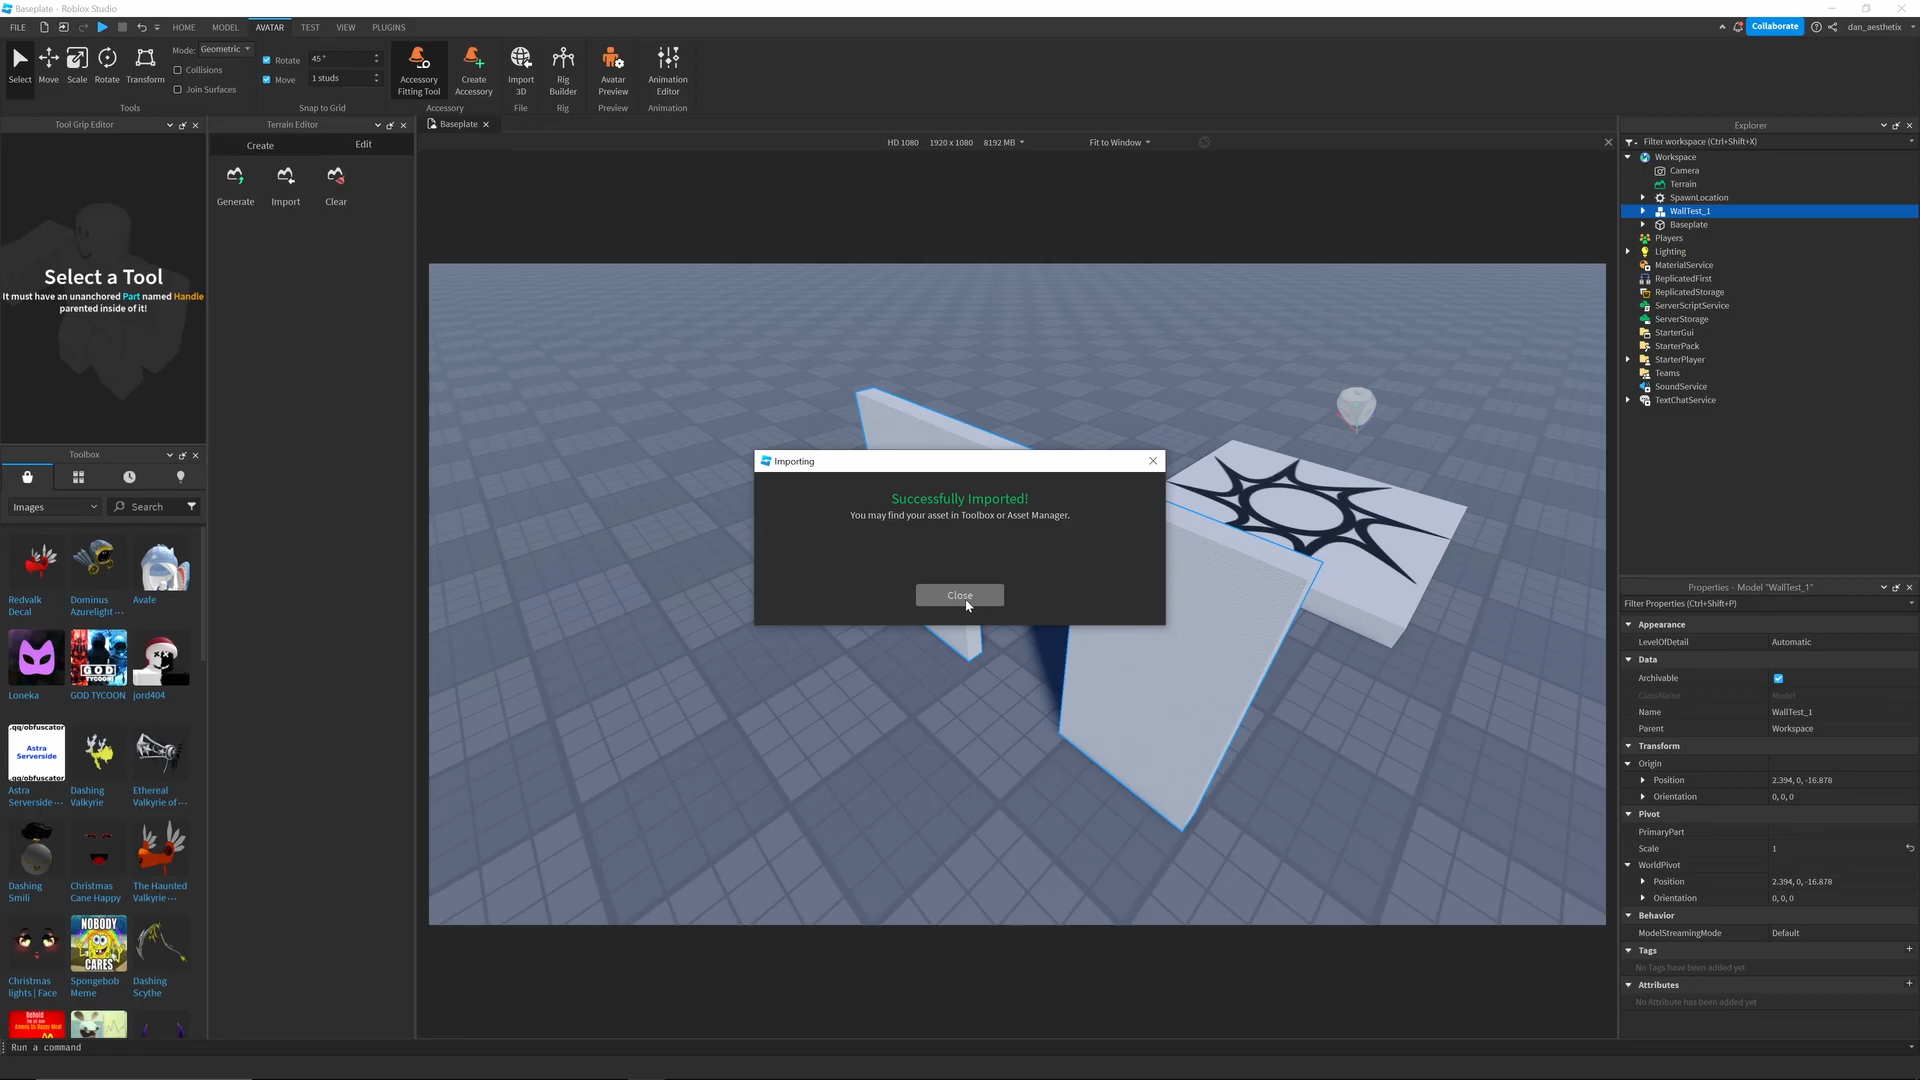 Baseplate - Roblox Studio
FILE
HOME
MODEL
AVATAR
TEST
VIEW
PLUGINS
Collaborate
dan_aesthetix
Select
Move
Scale
Rotate
Transform
Mode: Geometric
Collisions
Join Surfaces
Tools
Rotate 45 °
Move 1 studs
Snap to Grid
Accessory
Fitting Tool
Create
Accessory
Accessory
Import
3D
File
Rig
Builder
Rig
Avatar
Preview
Preview
Animation
Editor
Animation
Tool Grip Editor
Select a Tool
It must have an unanchored Part named Handle
parented inside of it!
Terrain Editor
Create
Edit
Generate
Import
Clear
Baseplate
HD 1080 1920 x 1080 8192 MB
Fit to Window
Importing
Successfully Imported!
You may find your asset in Toolbox or Asset Manager.
Close
Toolbox
Images
Search
Redvalk
Decal
Dominus
Azurelight ···
Avafe
Loneka
GOD
TYCOON
GOD TYCOON
jord404
.gg/obfuscator
Astra
Serverside
.gg/obfuscator
Astra
Serverside ···
Dashing
Valkyrie
Ethereal
Valkyrie of ···
Dashing
Smili
Christmas
Cane Happy
The Haunted
Valkyrie ···
Christmas
lights | Face
NOBODY
CARES
Spongebob
Meme
Dashing
Scythe
Behold
Run a command
Explorer
Filter workspace (Ctrl+Shift+X)
Workspace
Camera
Terrain
SpawnLocation
WallTest_1
Baseplate
Players
Lighting
MaterialService
ReplicatedFirst
ReplicatedStorage
ServerScriptService
ServerStorage
StarterGui
StarterPack
StarterPlayer
Teams
SoundService
TextChatService
Properties - Model "WallTest_1"
Filter Properties (Ctrl+Shift+P)
Appearance
LevelOfDetail Automatic
Data
Archivable
ClassName Model
Name WallTest_1
Parent Workspace
Transform
Origin
Position 2.394, 0, -16.878
Orientation 0, 0, 0
Pivot
PrimaryPart
Scale 1
WorldPivot
Position 2.394, 0, -16.878
Orientation 0, 0, 0
Behavior
ModelStreamingMode Default
Tags
No Tags have been added yet
Attributes
No Attribute has been added yet